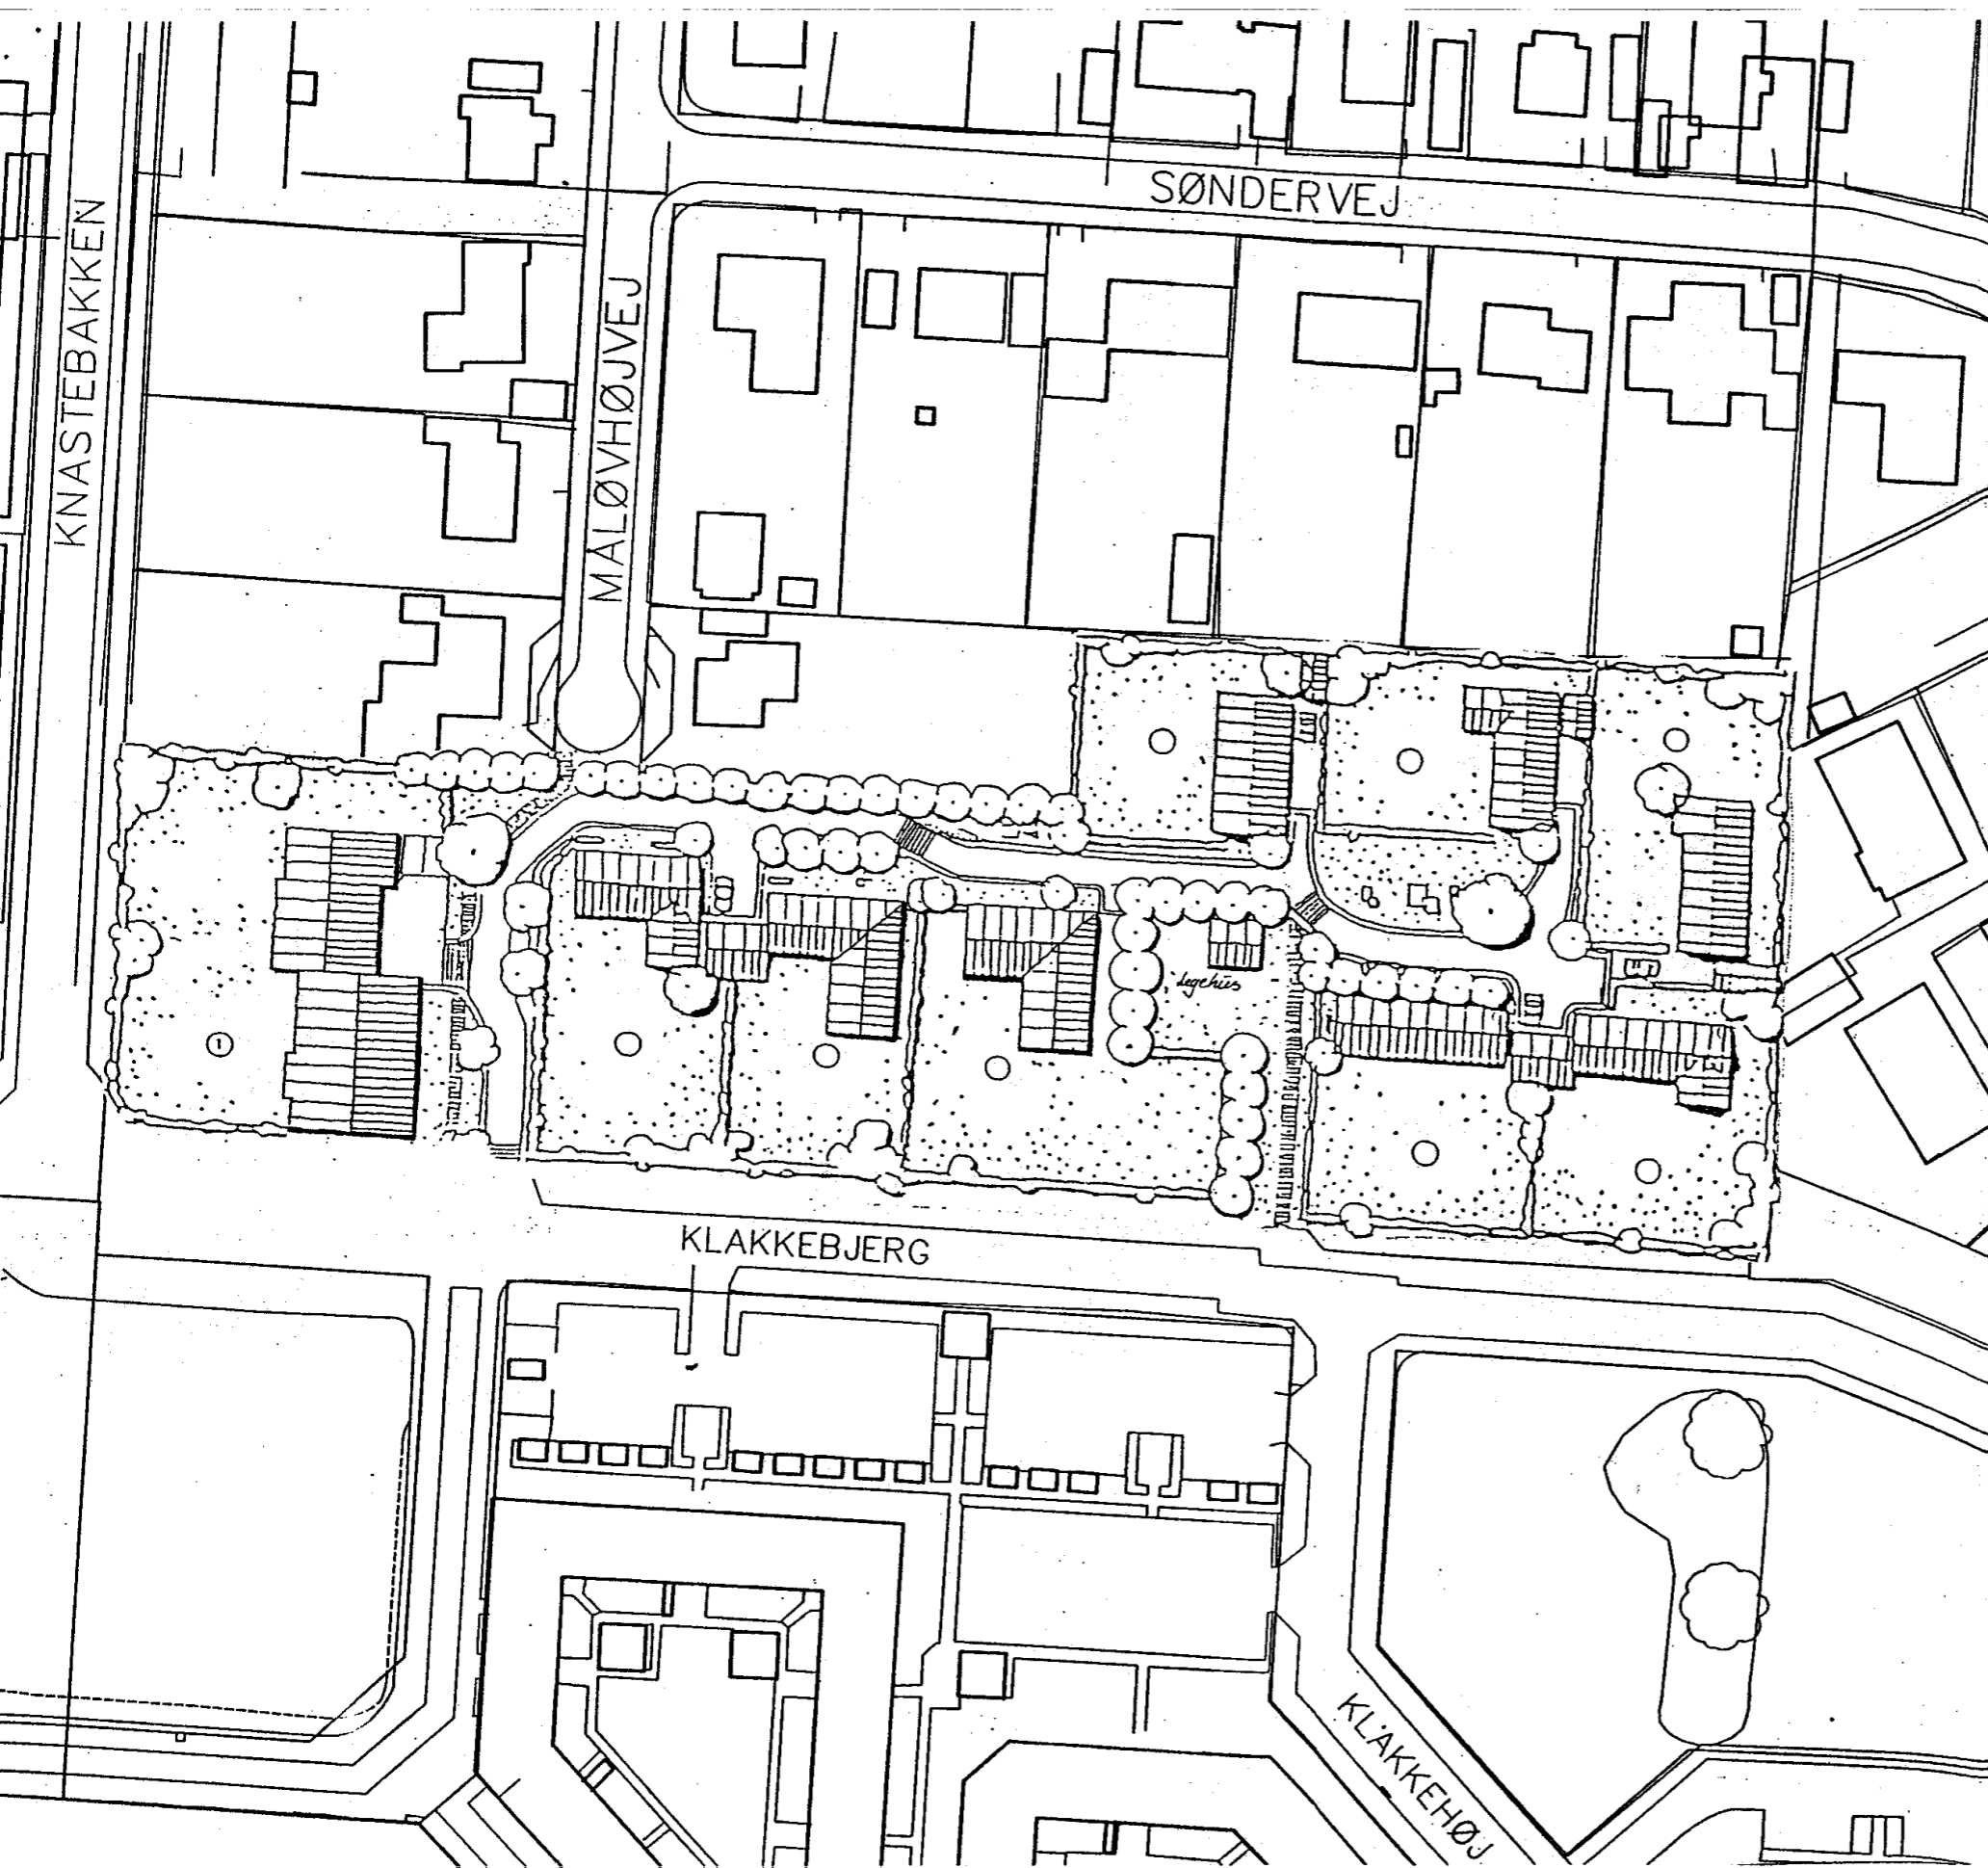 SØNDERVEJ
KNASTEBAKKEN
MÅLØVHØJVEJ
Legehus
1
KLAKKEBJERG
KLAKKEHØJ